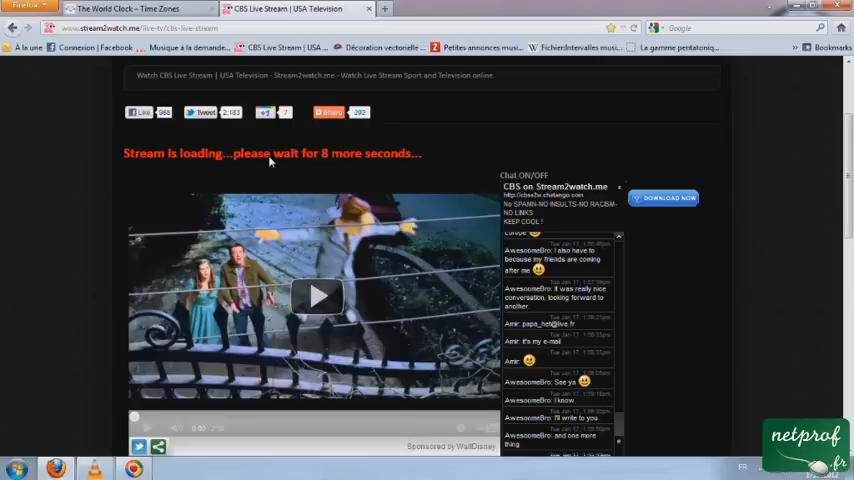 Firefox
The World Clock – Time Zones
CBS Live Stream | USA Television
www.stream2watch.me/live-tv/cbs-live-stream
Google
À la une
Connexion | Facebook
Musique à la demande...
CBS Live Stream | USA ...
Décoration vectorielle ...
Petites annonces musi...
FichierIntervalles musi...
La gamme pentatoniq...
Bookmarks
Watch CBS Live Stream | USA Television - Stream2watch.me - Watch Live Stream Sport and Television online.
Like 968 Tweet 2,183 +1 7 Share 292
Stream is loading...please wait for 8 more seconds...
Chat ON/OFF
CBS on Stream2watch.me
No SPAMN-NO INSULTS-NO RACISM-
NO LINKS
KEEP COOL !
DOWNLOAD NOW
AwesomeBro: I also have to
because my friends are coming
after me
AwesomeBro: It was really nice
conversation, looking forward to
another.
Amir: papa_het@live.fr
Amir: it's my e-mail
Amir:
AwesomeBro: See ya
AwesomeBro: I know
AwesomeBro: I'll write to you.
AwesomeBro: and one more
thing
0:00
Sponsored by WallDisney
netprof
.fr
FR